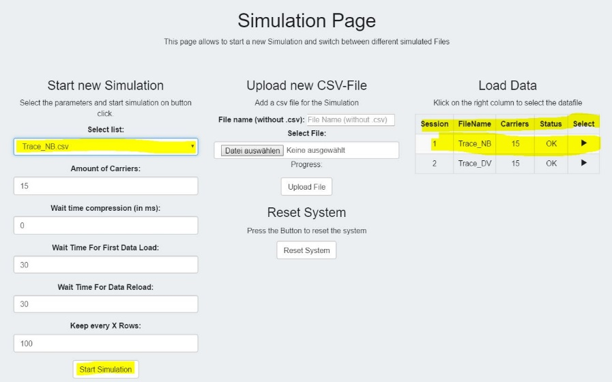 Simulation Page
This page allows to start a new Simulation and switch between different simulated Files
Start new Simulation
Select the parameters and start simulation on button
click.
Select list:
Trace_NB.csv
Amount of Carriers:
15
Wait time compression (in ms):
0
Wait Time For First Data Load:
30
Wait Time For Data Reload:
30
Keep every X Rows:
100
Start Simulation
Upload new CSV-File
Add a csv file for the Simulation
File name (without .csv): File Name (without .csv)
Select File:
Datei auswählen Keine ausgewählt
Progress:
Upload File
Reset System
Press the Button to reset the system
Reset System
Load Data
Klick on the right column to select the datafile
Session FileName Carriers Status Select
1 Trace_NB 15 OK ▶
2 Trace_DV 15 OK ▶